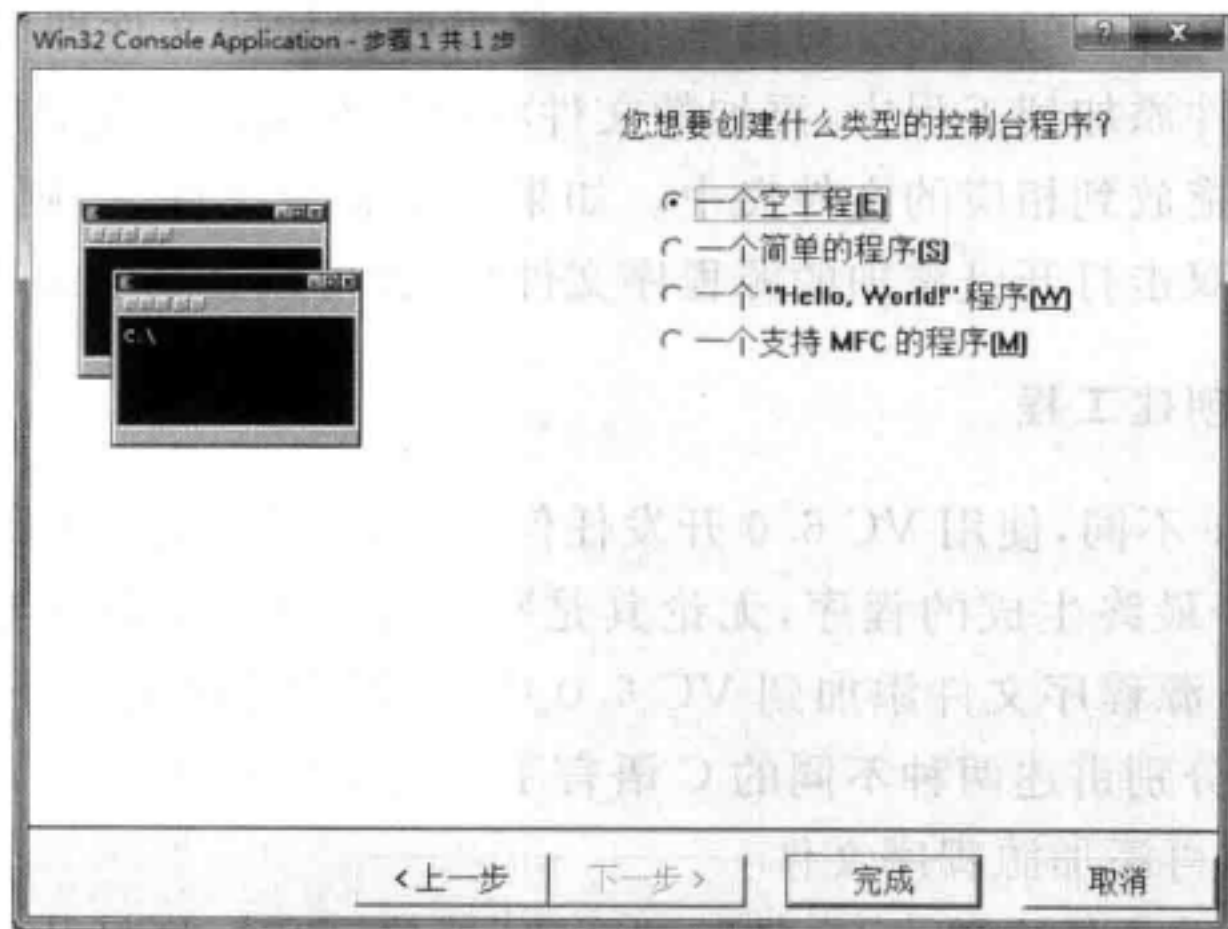 Win32 Console Application - 步骤 1 共 1 步
您想要创建什么类型的控制台程序?
一个空工程(E)
一个简单的程序(S)
一个"Hello, World!" 程序(W)
一个支持 MFC 的程序(M)
C:\
<上一步
下一步>
完成
取消